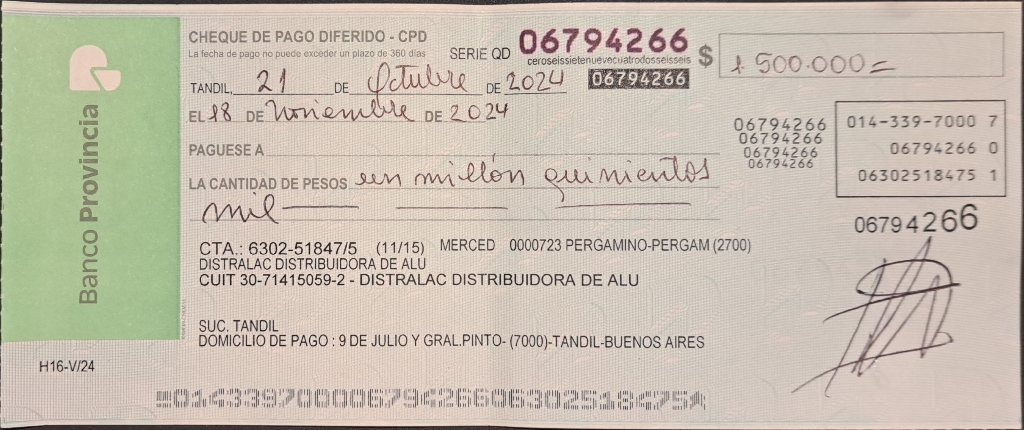 Banco Provincia
CHEQUE DE PAGO DIFERIDO - CPD
La fecha de pago no puede exceder un plazo de 360 días
SERIE QD 06794266 $ 1.500.000=
ceroseissietenuevecuatrodosseisseis
TANDIL, 21 DE Octubre DE 2024 06794266
EL 18 DE Noviembre DE 2024
PAGUESE A
LA CANTIDAD DE PESOS un millón quinientos
mil
06794266
06794266
06794266
06794266
014-339-7000 7
06794266 0
06302518475 1
06794266
CTA.: 6302-51847/5 (11/15) MERCED 0000723 PERGAMINO-PERGAM (2700)
DISTRALAC DISTRIBUIDORA DE ALU
CUIT 30-71415059-2 - DISTRALAC DISTRIBUIDORA DE ALU
SUC. TANDIL
DOMICILIO DE PAGO : 9 DE JULIO Y GRAL.PINTO- (7000)-TANDIL-BUENOS AIRES
H16-V/24
01433970000679426606302518475